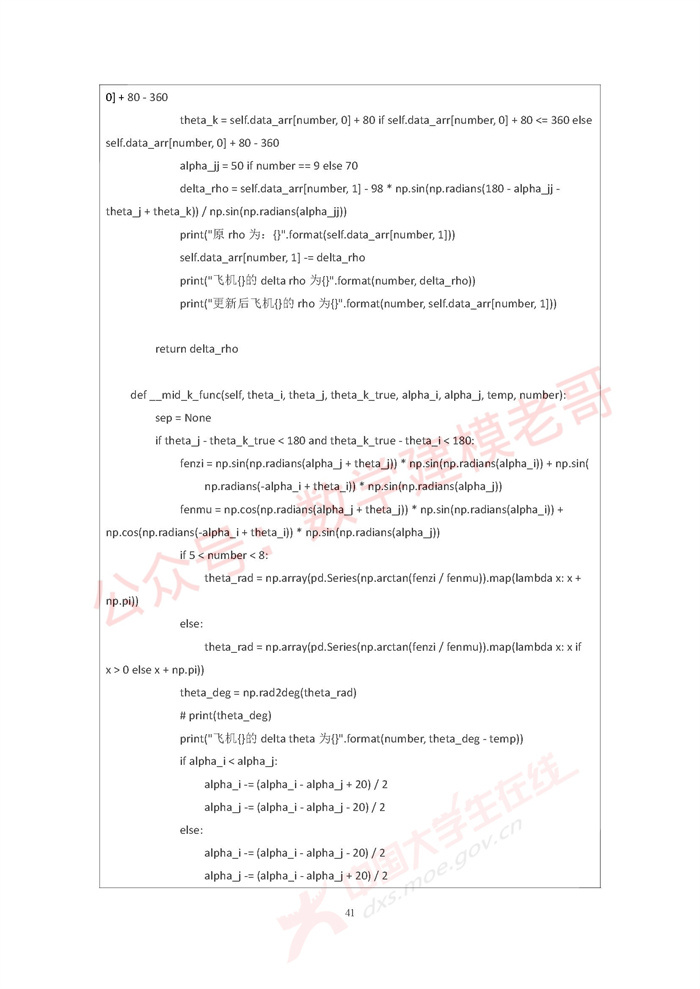 0] + 80 - 360
theta_k = self.data_arr[number, 0] + 80 if self.data_arr[number, 0] + 80 <= 360 else
self.data_arr[number, 0] + 80 - 360
alpha_jj = 50 if number == 9 else 70
delta_rho = self.data_arr[number, 1] - 98 * np.sin(np.radians(180 - alpha_jj -
theta_j + theta_k)) / np.sin(np.radians(alpha_jj))
print("原 rho 为：{}".format(self.data_arr[number, 1]))
self.data_arr[number, 1] -= delta_rho
print("飞机{}的 delta rho 为{}".format(number, delta_rho))
print("更新后飞机{}的 rho 为{}".format(number, self.data_arr[number, 1]))
return delta_rho
def __mid_k_func(self, theta_i, theta_j, theta_k_true, alpha_i, alpha_j, temp, number):
sep = None
if theta_j - theta_k_true < 180 and theta_k_true - theta_i < 180:
fenzi = np.sin(np.radians(alpha_j + theta_j)) * np.sin(np.radians(alpha_i)) + np.sin(
np.radians(-alpha_i + theta_i)) * np.sin(np.radians(alpha_j))
fenmu = np.cos(np.radians(alpha_j + theta_j)) * np.sin(np.radians(alpha_i)) +
np.cos(np.radians(-alpha_i + theta_i)) * np.sin(np.radians(alpha_j))
if 5 < number < 8:
theta_rad = np.array(pd.Series(np.arctan(fenzi / fenmu)).map(lambda x: x +
np.pi))
else:
theta_rad = np.array(pd.Series(np.arctan(fenzi / fenmu)).map(lambda x: x if
x > 0 else x + np.pi))
theta_deg = np.rad2deg(theta_rad)
# print(theta_deg)
print("飞机{}的 delta theta 为{}".format(number, theta_deg - temp))
if alpha_i < alpha_j:
alpha_i -= (alpha_i - alpha_j + 20) / 2
alpha_j -= (alpha_i - alpha_j - 20) / 2
else:
alpha_i -= (alpha_i - alpha_j - 20) / 2
alpha_j -= (alpha_i - alpha_j + 20) / 2
41
公众号：数学建模老哥
中国大学生在线
dxs.moe.gov.cn